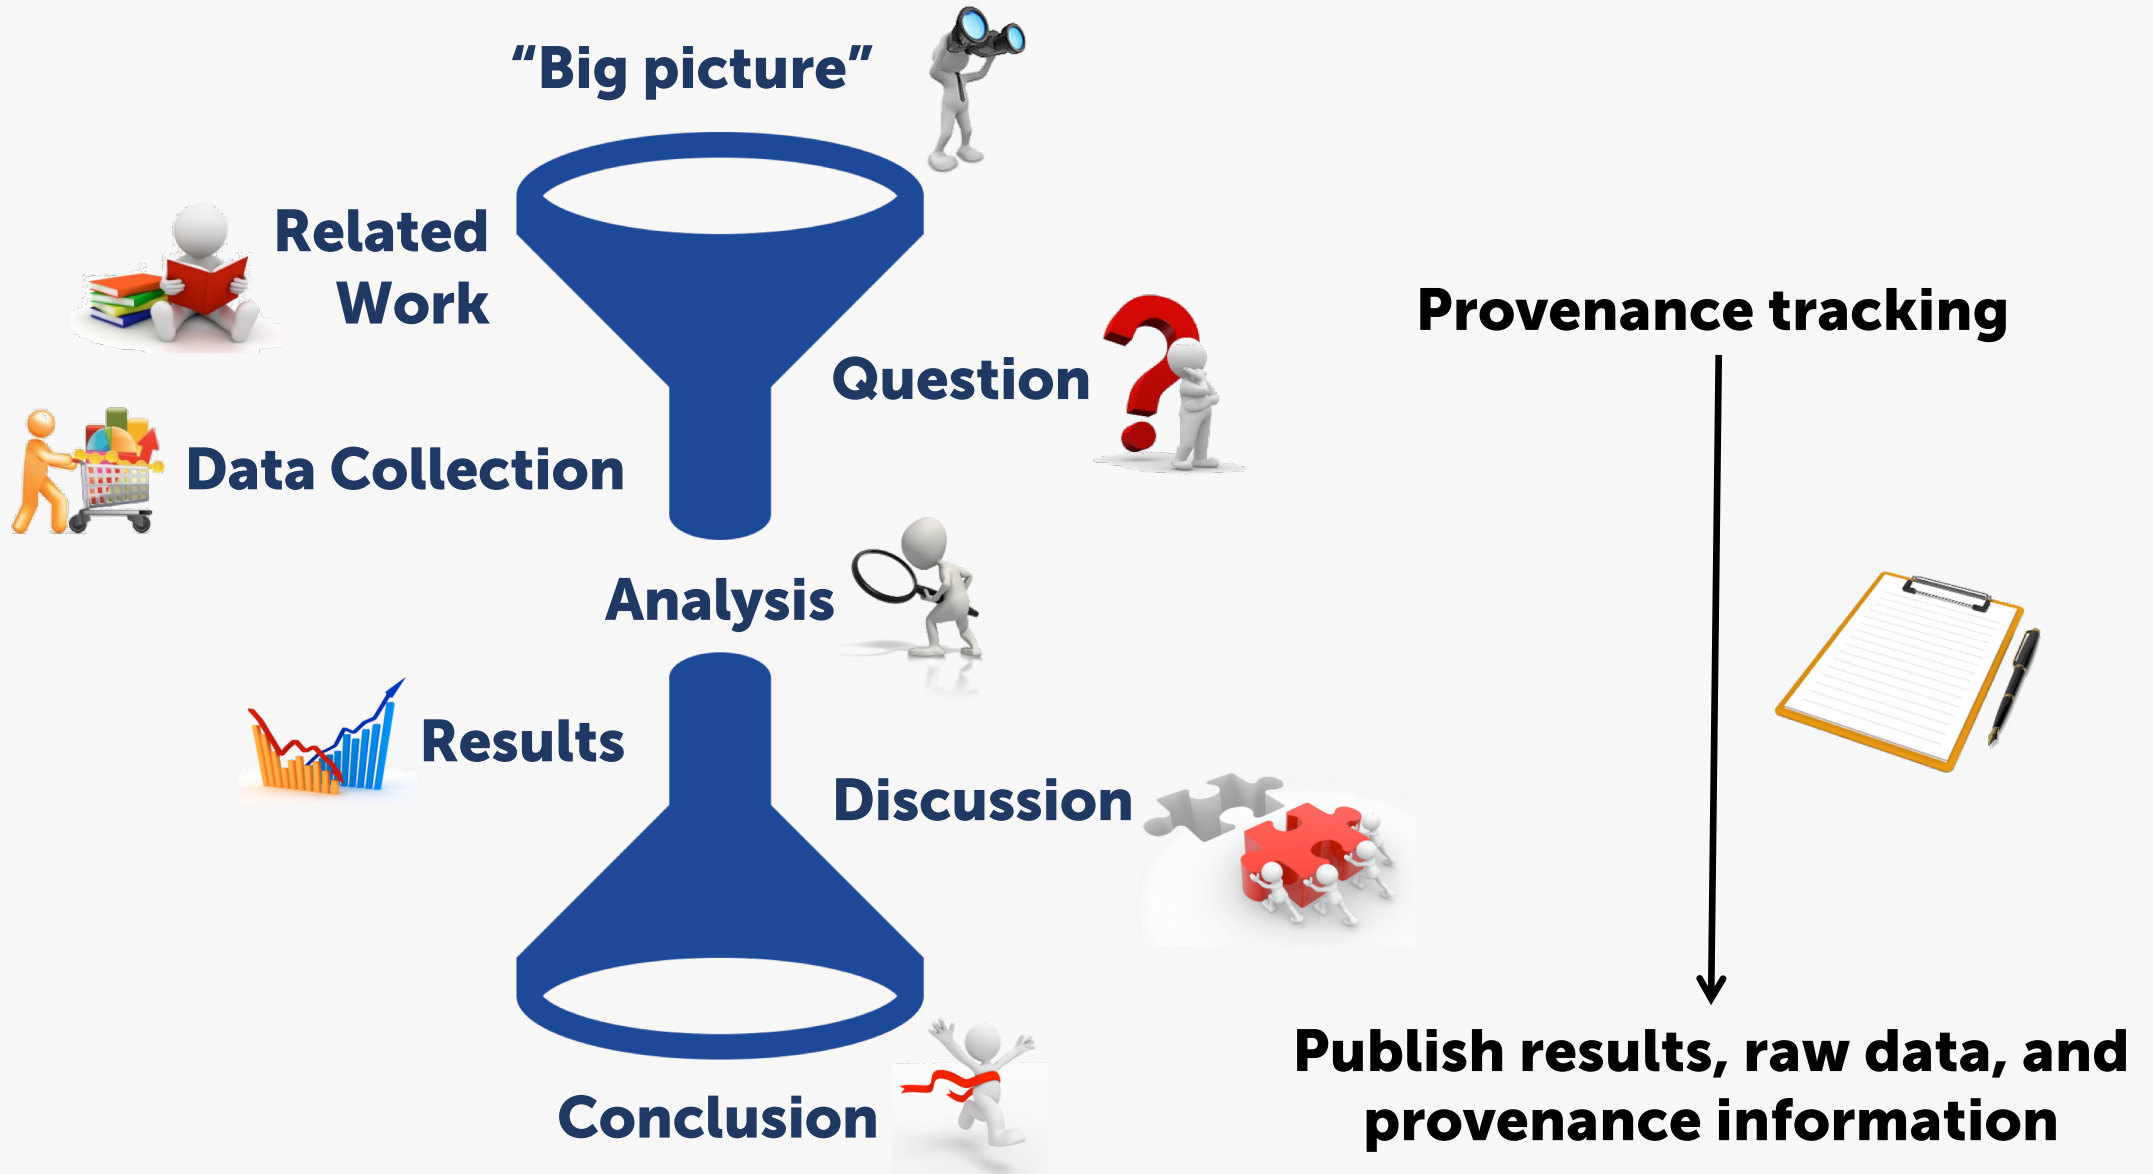 “Big picture”
Related
Work
Question
Data Collection
Analysis
Results
Discussion
Conclusion
Provenance tracking
Publish results, raw data, and
provenance information